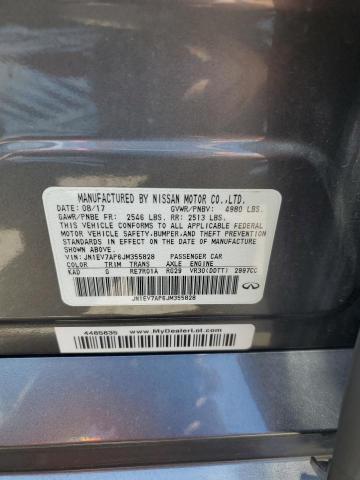 MANUFACTURED BY NISSAN MOTOR CO.,LTD.
DATE: 08/17 GVWR/PNBV: 4980 LBS.
GAWR/PNBE FR: 2546 LBS. RR: 2513 LBS.
THIS VEHICLE CONFORMS TO ALL APPLICABLE
FEDERAL MOTOR VEHICLE SAFETY,BUMPER,AND THEFT
PREVENTION STANDARDS IN EFFECT ON THE DATE
OF MANUFACTURE SHOWN ABOVE.
VIN: JN1EV7AP6JM355828 PASSENGER CAR
COLOR TRIM TRANS AXLE ENGINE
KAD G RE7R01A RG29 VR30(DDTT) 2997CC
JN1EV7AP6JM355828
4485835 www.MyDealerLot.com